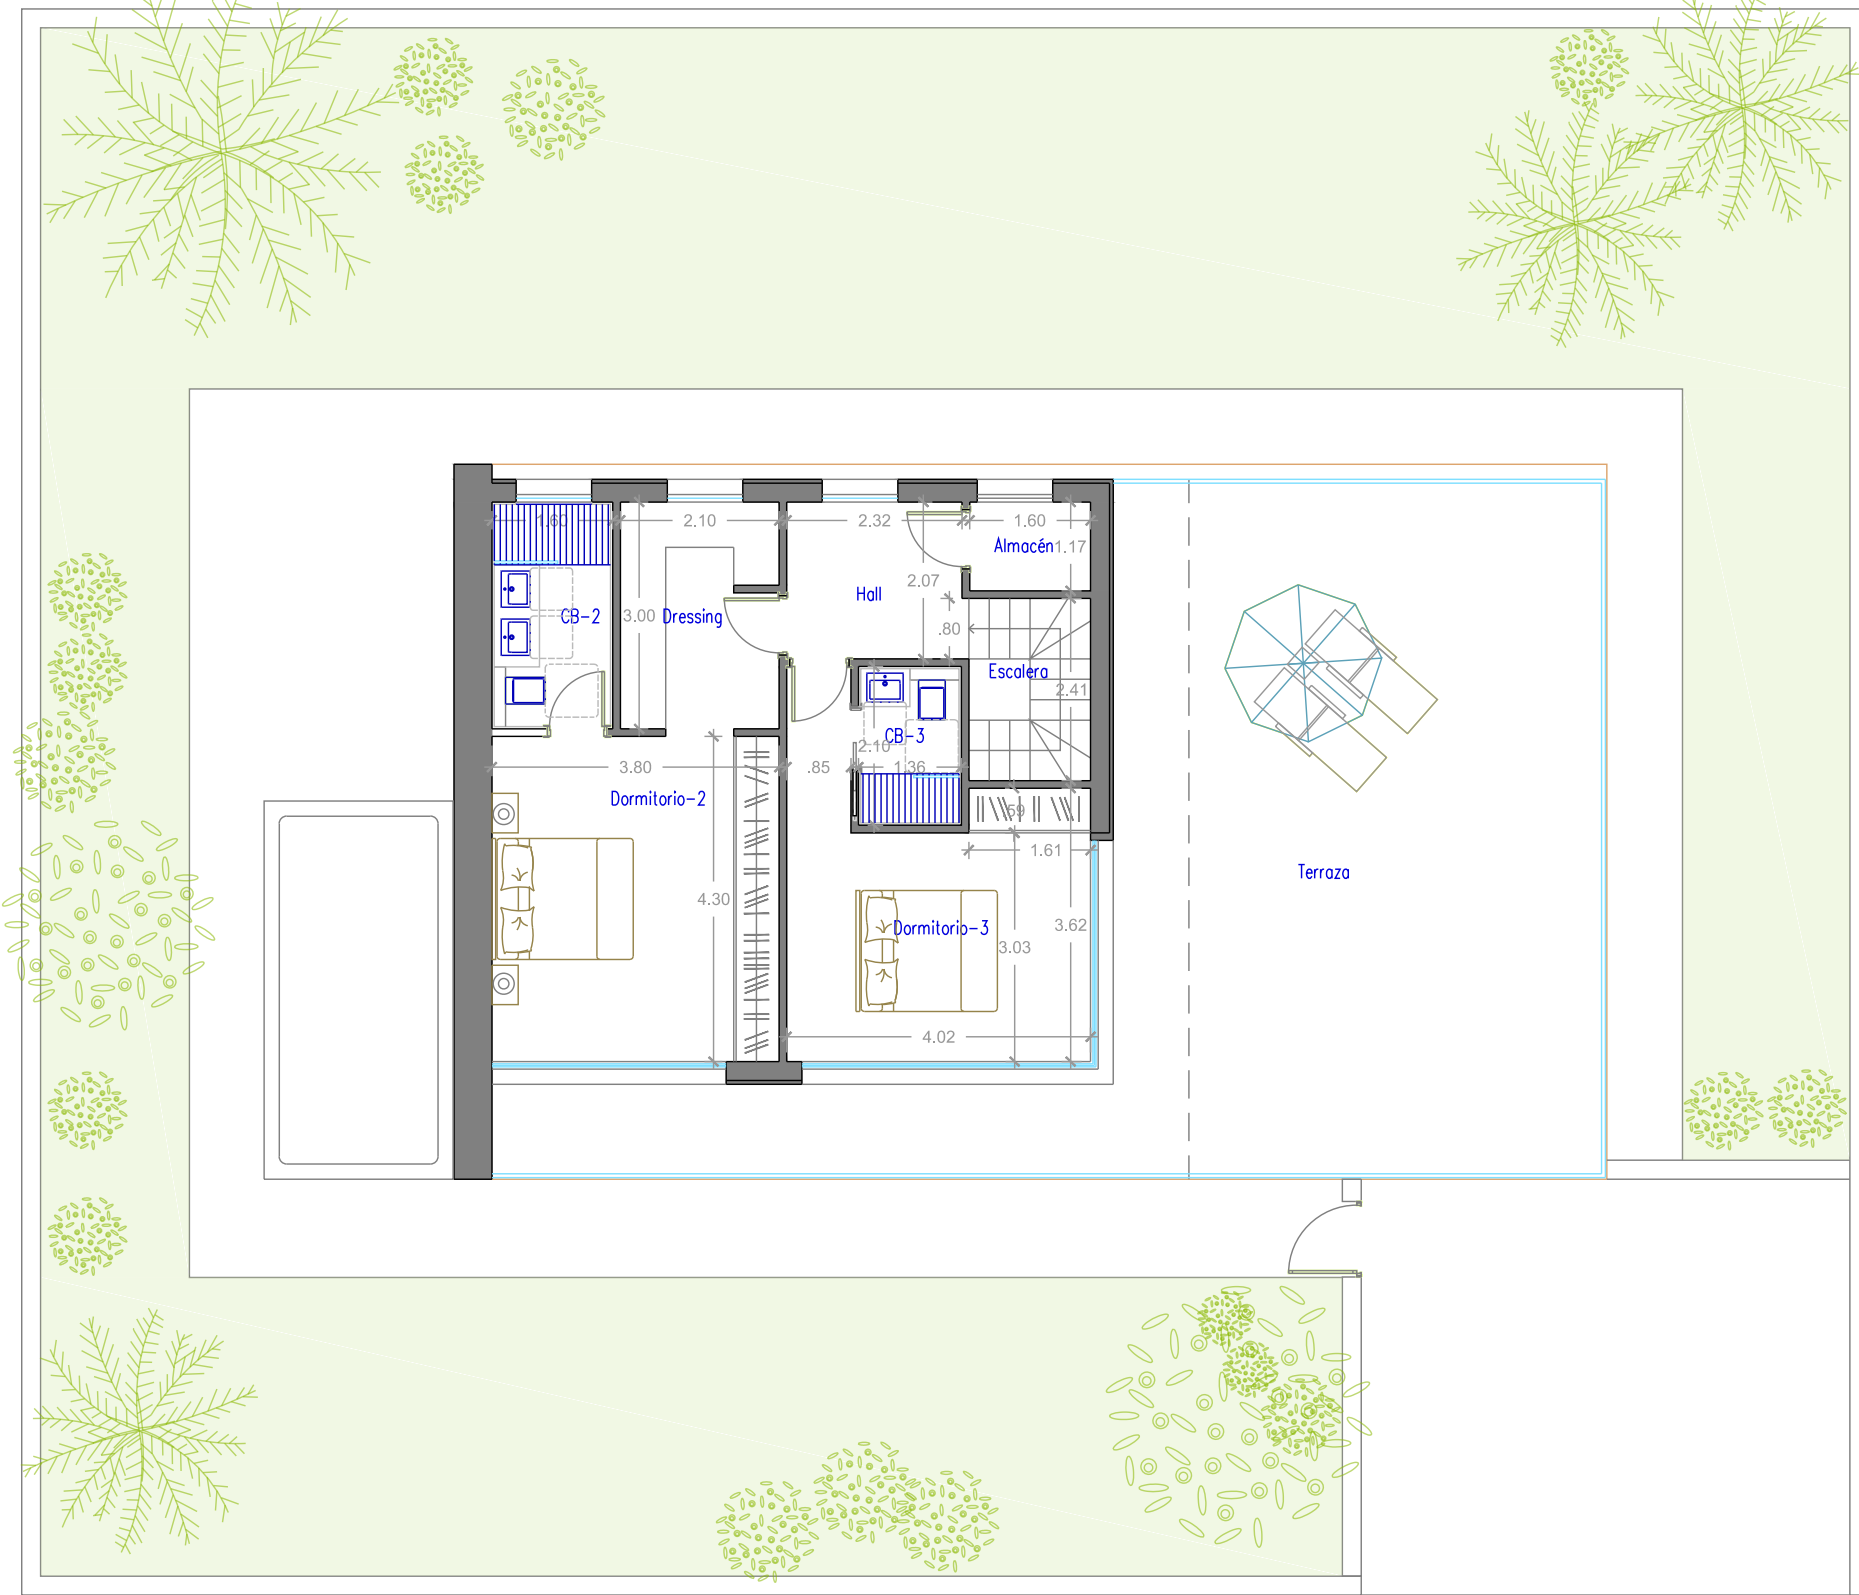 1.60
2.10
2.32
1.60
Almacén
1.17
2.07
Hall
CB-2
3.00
Dressing
.80
Escalera
2.41
CB-3
2.10
3.80
.85
1.36
Dormitorio-2
.59
1.61
Terraza
4.30
3.62
Dormitorio-3
3.03
4.02